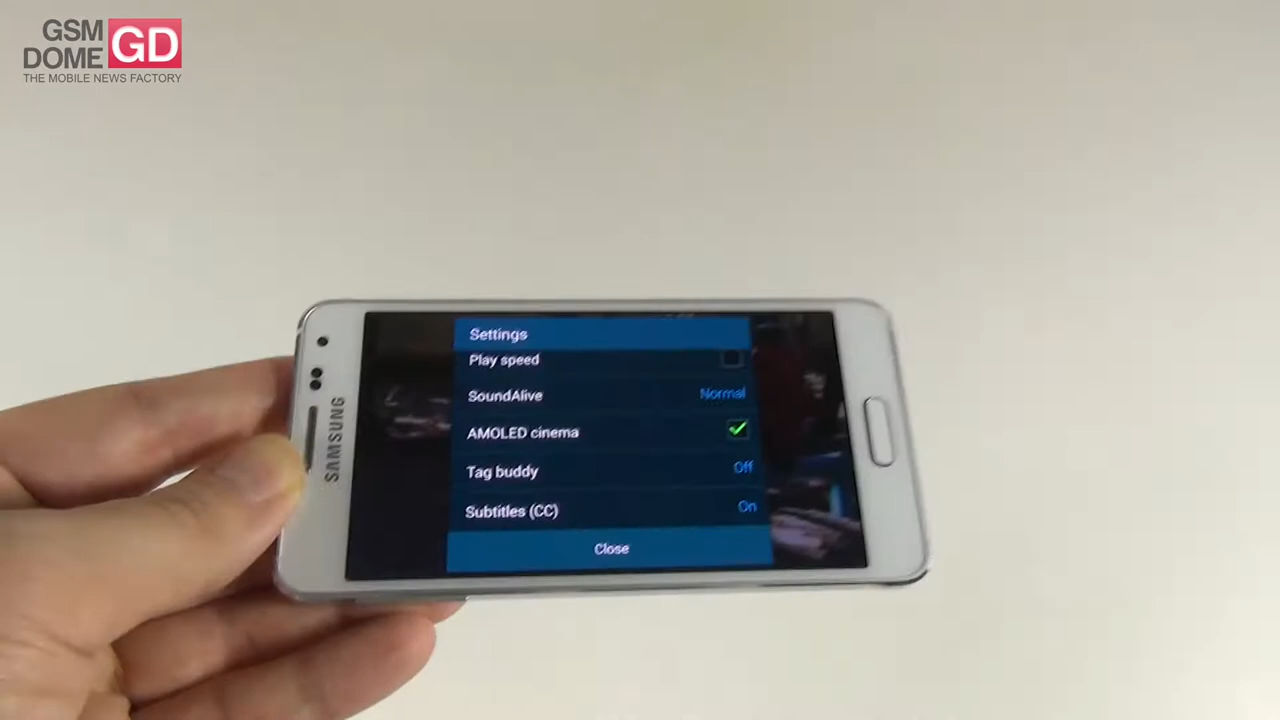 GSM
DOME GD
THE MOBILE NEWS FACTORY
SAMSUNG
Settings
Play speed
SoundAlive Normal
AMOLED cinema
Tag buddy Off
Subtitles (CC) On
Close